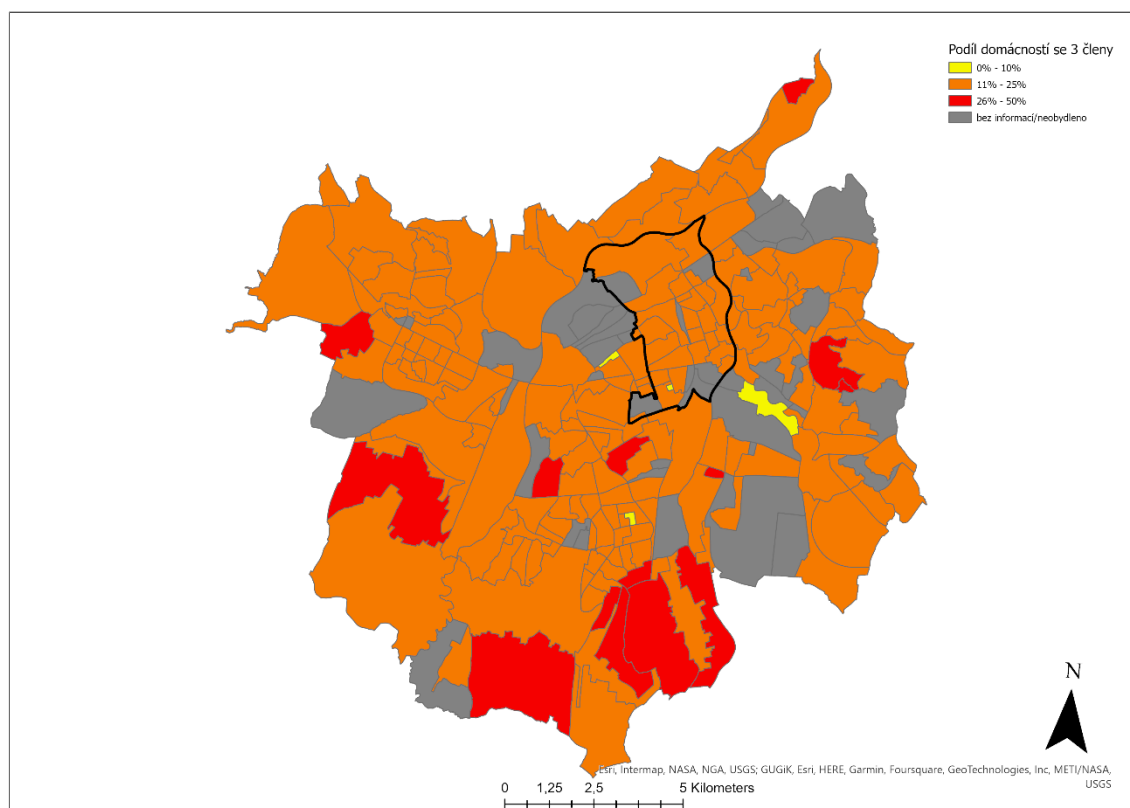 Podíl domácností se 3 členy
0% - 10%
11% - 25%
26% - 50%
bez informací/neobydleno
N
Esri, Intermap, NASA, NGA, USGS; GUGiK, Esri, HERE, Garmin, Foursquare, GeoTechnologies, Inc, METI/NASA,
USGS
0 1,25 2,5 5 Kilometers